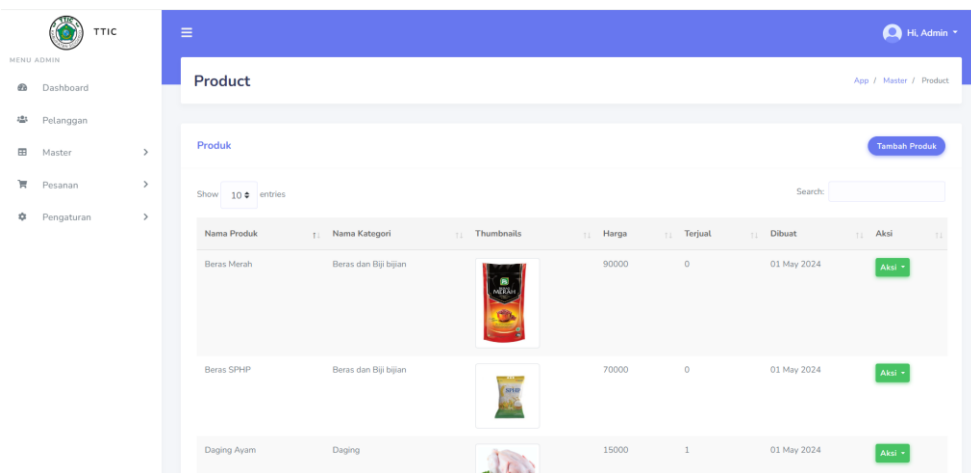 TTIC
Hi, Admin
MENU ADMIN
Dashboard
Pelanggan
Master
Pesanan
Pengaturan
Product
App / Master / Product
Produk
Tambah Produk
Show 10 entries
Search:
Nama Produk Nama Kategori Thumbnails Harga Terjual Dibuat Aksi
Beras Merah Beras dan Biji bijian 90000 0 01 May 2024 Aksi
MERAH
Beras SPHP Beras dan Biji bijian 70000 0 01 May 2024 Aksi
Daging Ayam Daging 15000 1 01 May 2024 Aksi